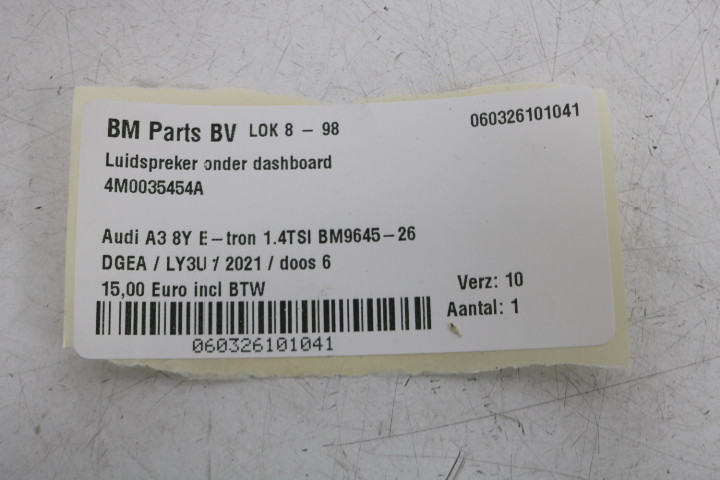 BM Parts BV LOK 8 - 98 060326101041
Luidspreker onder dashboard
4M0035454A
Audi A3 8Y E-tron 1.4TSI BM9645-26
DGEA / LY3U / 2021 / doos 6
15,00 Euro incl BTW Verz: 10
Aantal: 1
060326101041